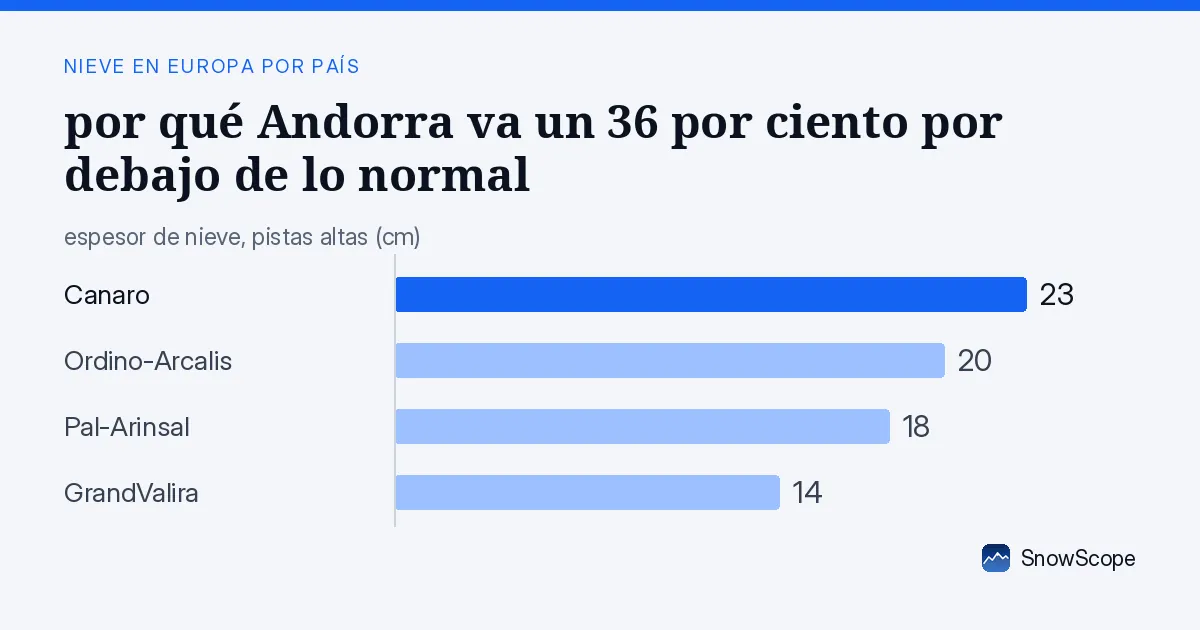 NIEVE EN EUROPA POR PAÍS
por qué Andorra va un 36 por ciento por
debajo de lo normal
espesor de nieve, pistas altas (cm)
Canaro 23
Ordino-Arcalis 20
Pal-Arinsal 18
GrandValira 14
SnowScope